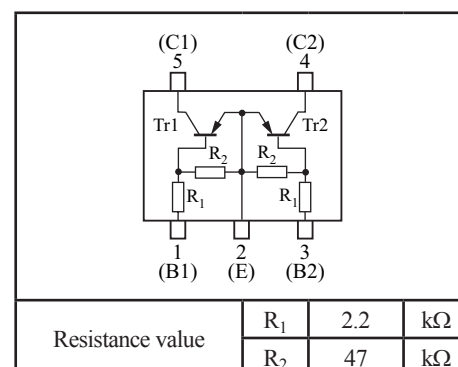 (C1) (C2)
5 4
Tr1 Tr2
R₂ R₂
R₁ R₁
1 2 3
(B1) (E) (B2)
Resistance value R₁ 2.2 kΩ
R₂ 47 kΩ